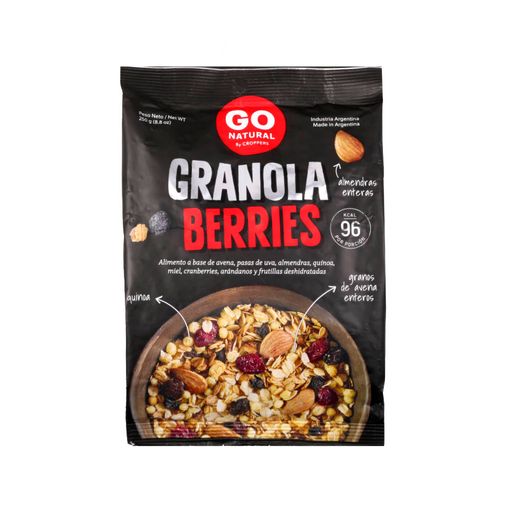 Peso Neto / Net WT
250 g (8.8 oz)
GO
NATURAL
By CROPPERS
Industria Argentina
Made in Argentina
GRANOLA
BERRIES
almendras
enteras
KCAL
96
POR PORCIÓN
Alimento a base de avena, pasas de uva, almendras, quinoa,
miel, cranberries, arándanos y frutillas deshidratadas
quinoa
granos
de avena
enteros